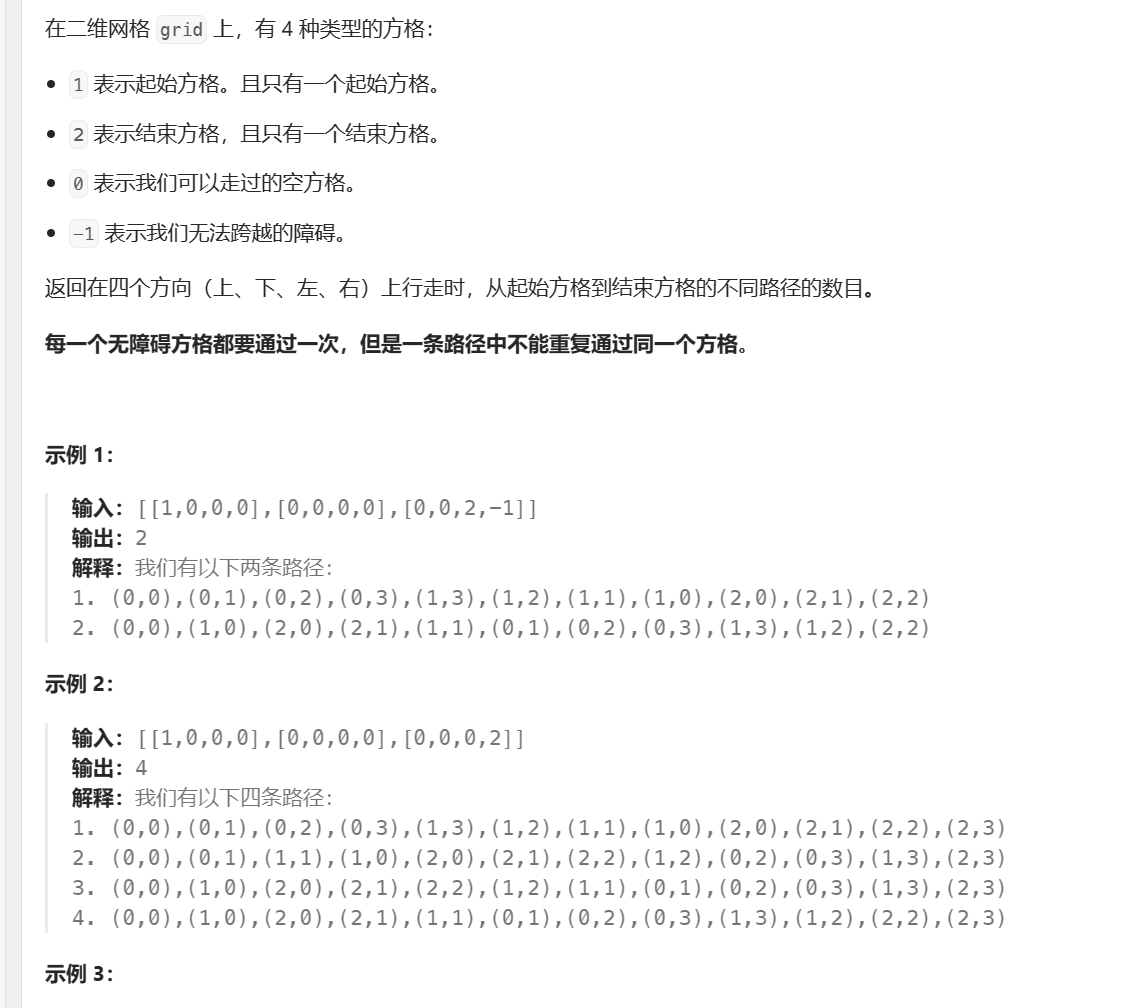 在二维网格 grid 上，有 4 种类型的方格：
• 1 表示起始方格。且只有一个起始方格。
• 2 表示结束方格，且只有一个结束方格。
• 0 表示我们可以走过的空方格。
• -1 表示我们无法跨越的障碍。
返回在四个方向（上、下、左、右）上行走时，从起始方格到结束方格的不同路径的数目。
每一个无障碍方格都要通过一次，但是一条路径中不能重复通过同一个方格。
示例 1：
输入：[[1,0,0,0],[0,0,0,0],[0,0,2,-1]]
输出：2
解释：我们有以下两条路径：
1. (0,0),(0,1),(0,2),(0,3),(1,3),(1,2),(1,1),(1,0),(2,0),(2,1),(2,2)
2. (0,0),(1,0),(2,0),(2,1),(1,1),(0,1),(0,2),(0,3),(1,3),(1,2),(2,2)
示例 2：
输入：[[1,0,0,0],[0,0,0,0],[0,0,0,2]]
输出：4
解释：我们有以下四条路径：
1. (0,0),(0,1),(0,2),(0,3),(1,3),(1,2),(1,1),(1,0),(2,0),(2,1),(2,2),(2,3)
2. (0,0),(0,1),(1,1),(1,0),(2,0),(2,1),(2,2),(1,2),(0,2),(0,3),(1,3),(2,3)
3. (0,0),(1,0),(2,0),(2,1),(2,2),(1,2),(1,1),(0,1),(0,2),(0,3),(1,3),(2,3)
4. (0,0),(1,0),(2,0),(2,1),(1,1),(0,1),(0,2),(0,3),(1,3),(1,2),(2,2),(2,3)
示例 3：